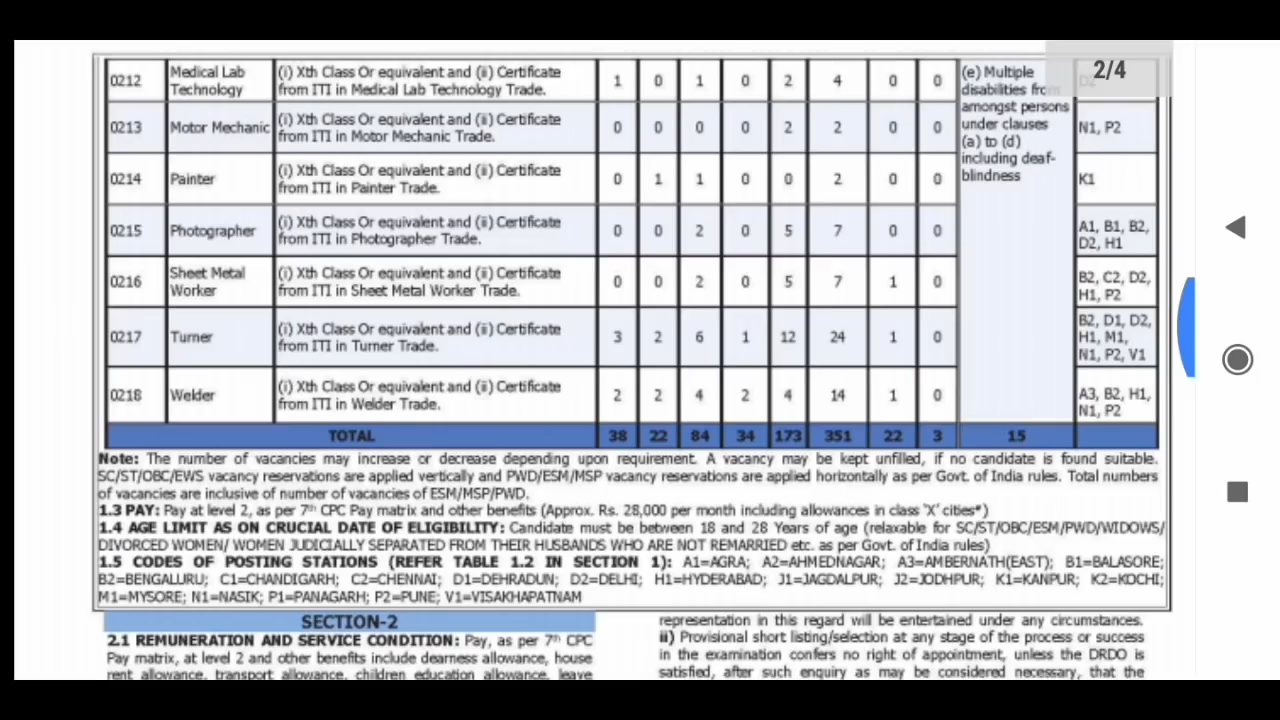 2/4
0212 Medical Lab Technology (i) Xth Class Or equivalent and (ii) Certificate from ITI in Medical Lab Technology Trade. 1 0 1 0 2 4 0 0 (e) Multiple disabilities from amongst persons under clauses (a) to (d) including deaf-blindness D2
0213 Motor Mechanic (i) Xth Class Or equivalent and (ii) Certificate from ITI in Motor Mechanic Trade. 0 0 0 0 2 2 0 0 N1, P2
0214 Painter (i) Xth Class Or equivalent and (ii) Certificate from ITI in Painter Trade. 0 1 1 0 0 2 0 0 K1
0215 Photographer (i) Xth Class Or equivalent and (ii) Certificate from ITI in Photographer Trade. 0 0 2 0 5 7 0 0 A1, B1, B2, D2, H1
0216 Sheet Metal Worker (i) Xth Class Or equivalent and (ii) Certificate from ITI in Sheet Metal Worker Trade. 0 0 2 0 5 7 1 0 B2, C2, D2, H1, P2
0217 Turner (i) Xth Class Or equivalent and (ii) Certificate from ITI in Turner Trade. 3 2 6 1 12 24 1 0 B2, D1, D2, H1, M1, N1, P2, V1
0218 Welder (i) Xth Class Or equivalent and (ii) Certificate from ITI in Welder Trade. 2 2 4 2 4 14 1 0 A3, B2, H1, N1, P2
TOTAL 38 22 84 34 173 351 22 3 15
Note: The number of vacancies may increase or decrease depending upon requirement. A vacancy may be kept unfilled, if no candidate is found suitable.
SC/ST/OBC/EWS vacancy reservations are applied vertically and PWD/ESM/MSP vacancy reservations are applied horizontally as per Govt. of India rules. Total numbers
of vacancies are inclusive of number of vacancies of ESM/MSP/PWD.
1.3 PAY: Pay at level 2, as per 7th CPC Pay matrix and other benefits (Approx. Rs. 28,000 per month including allowances in class 'X' cities*)
1.4 AGE LIMIT AS ON CRUCIAL DATE OF ELIGIBILITY: Candidate must be between 18 and 28 Years of age (relaxable for SC/ST/OBC/ESM/PWD/WIDOWS/
DIVORCED WOMEN/ WOMEN JUDICIALLY SEPARATED FROM THEIR HUSBANDS WHO ARE NOT REMARRIED etc. as per Govt. of India rules)
1.5 CODES OF POSTING STATIONS (REFER TABLE 1.2 IN SECTION 1): A1=AGRA; A2=AHMEDNAGAR; A3=AMBERNATH(EAST); B1=BALASORE;
B2=BENGALURU; C1=CHANDIGARH; C2=CHENNAI; D1=DEHRADUN; D2=DELHI; H1=HYDERABAD; J1=JAGDALPUR; J2=JODHPUR; K1=KANPUR; K2=KOCHI;
M1=MYSORE; N1=NASIK; P1=PANAGARH; P2=PUNE; V1=VISAKHAPATNAM
SECTION-2
2.1 REMUNERATION AND SERVICE CONDITION: Pay, as per 7th CPC
Pay matrix, at level 2 and other benefits include dearness allowance, house
rent allowance, transport allowance, children education allowance, leave
representation in this regard will be entertained under any circumstances.
ii) Provisional short listing/selection at any stage of the process or success
in the examination confers no right of appointment, unless the DRDO is
satisfied, after such enquiry as may be considered necessary, that the